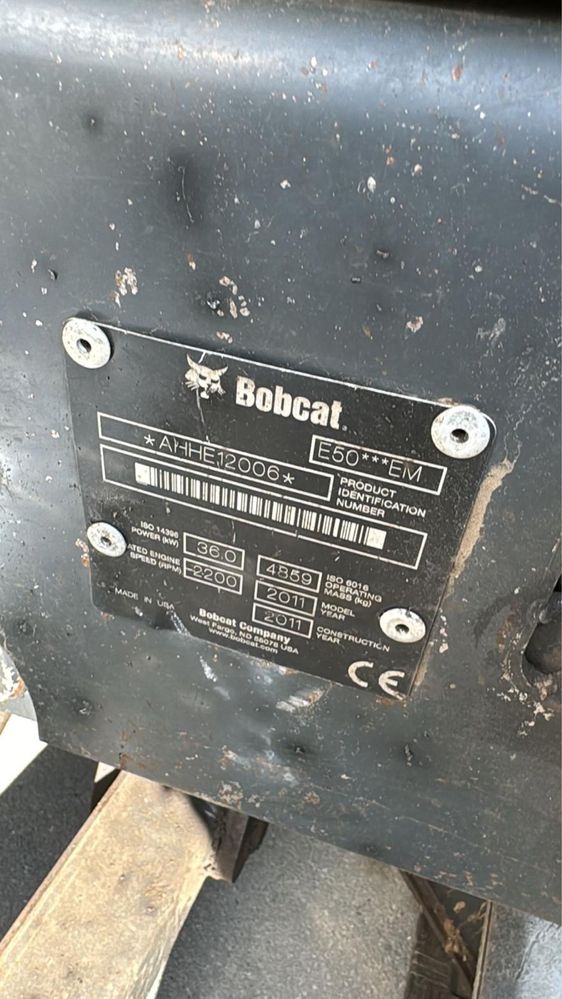 Bobcat®
*AHHE12006*
E50***EM
PRODUCT
IDENTIFICATION
NUMBER
ISO 14396
POWER (kW)
36.0
4859
ISO 6016
OPERATING
MASS (kg)
ATED ENGINE
SPEED (RPM)
2200
2011
MODEL
YEAR
MADE IN USA
2011
CONSTRUCTION
YEAR
Bobcat Company
West Fargo, ND 58078 USA
www.bobcat.com
CE